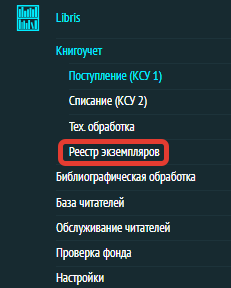 Libris
Книгоучет
Поступление (КСУ 1)
Списание (КСУ 2)
Тех. обработка
Реестр экземпляров
Библиографическая обработка
База читателей
Обслуживание читателей
Проверка фонда
Настройки